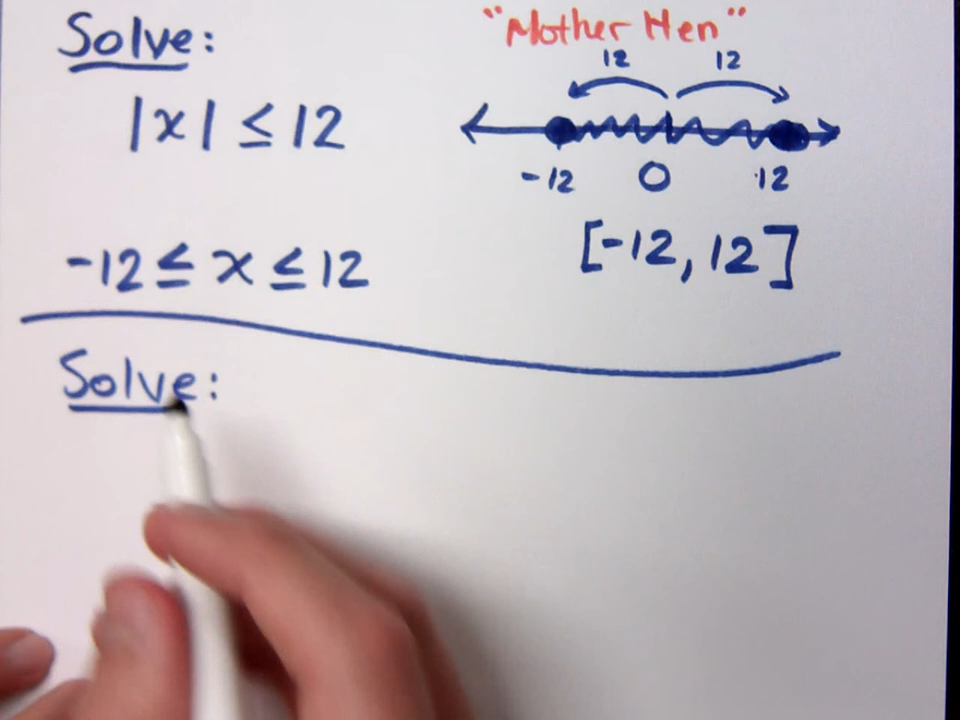 Solve:
"Mother Hen"
12 12
|x| ≤ 12
-12 0 12
-12 ≤ x ≤ 12
[-12, 12]
Solve: